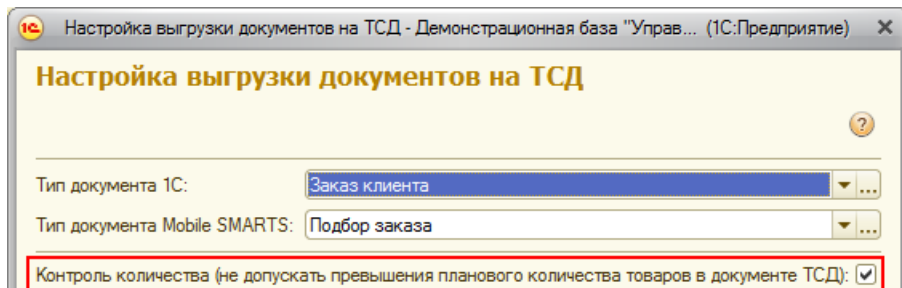 1С Настройка выгрузки документов на ТСД - Демонстрационная база "Управ... (1С:Предприятие)
Настройка выгрузки документов на ТСД
?
Тип документа 1С: Заказ клиента ...
Тип документа Mobile SMARTS: Подбор заказа ...
Контроль количества (не допускать превышения планового количества товаров в документе ТСД):